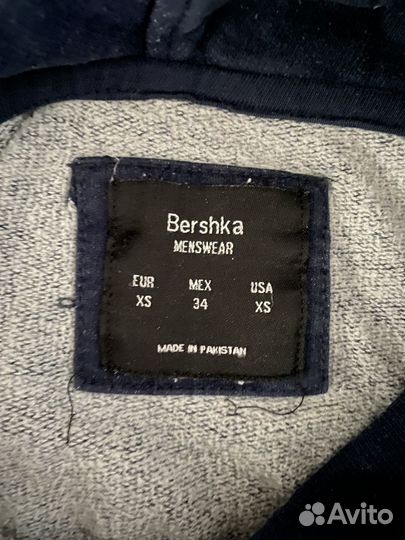 Bershka
MENSWEAR
EUR MEX USA
XS 34 XS
MADE IN PAKISTAN
Avito